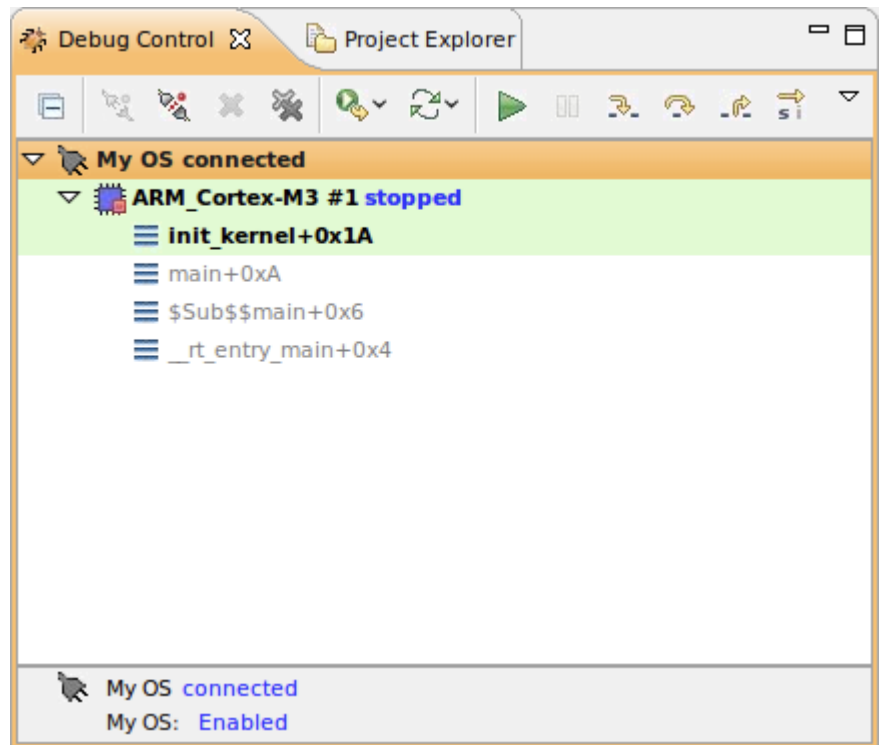 Debug Control Project Explorer
s i
My OS connected
ARM_Cortex-M3 #1 stopped
init_kernel+0x1A
main+0xA
$Sub$$main+0x6
__rt_entry_main+0x4
My OS connected
My OS: Enabled